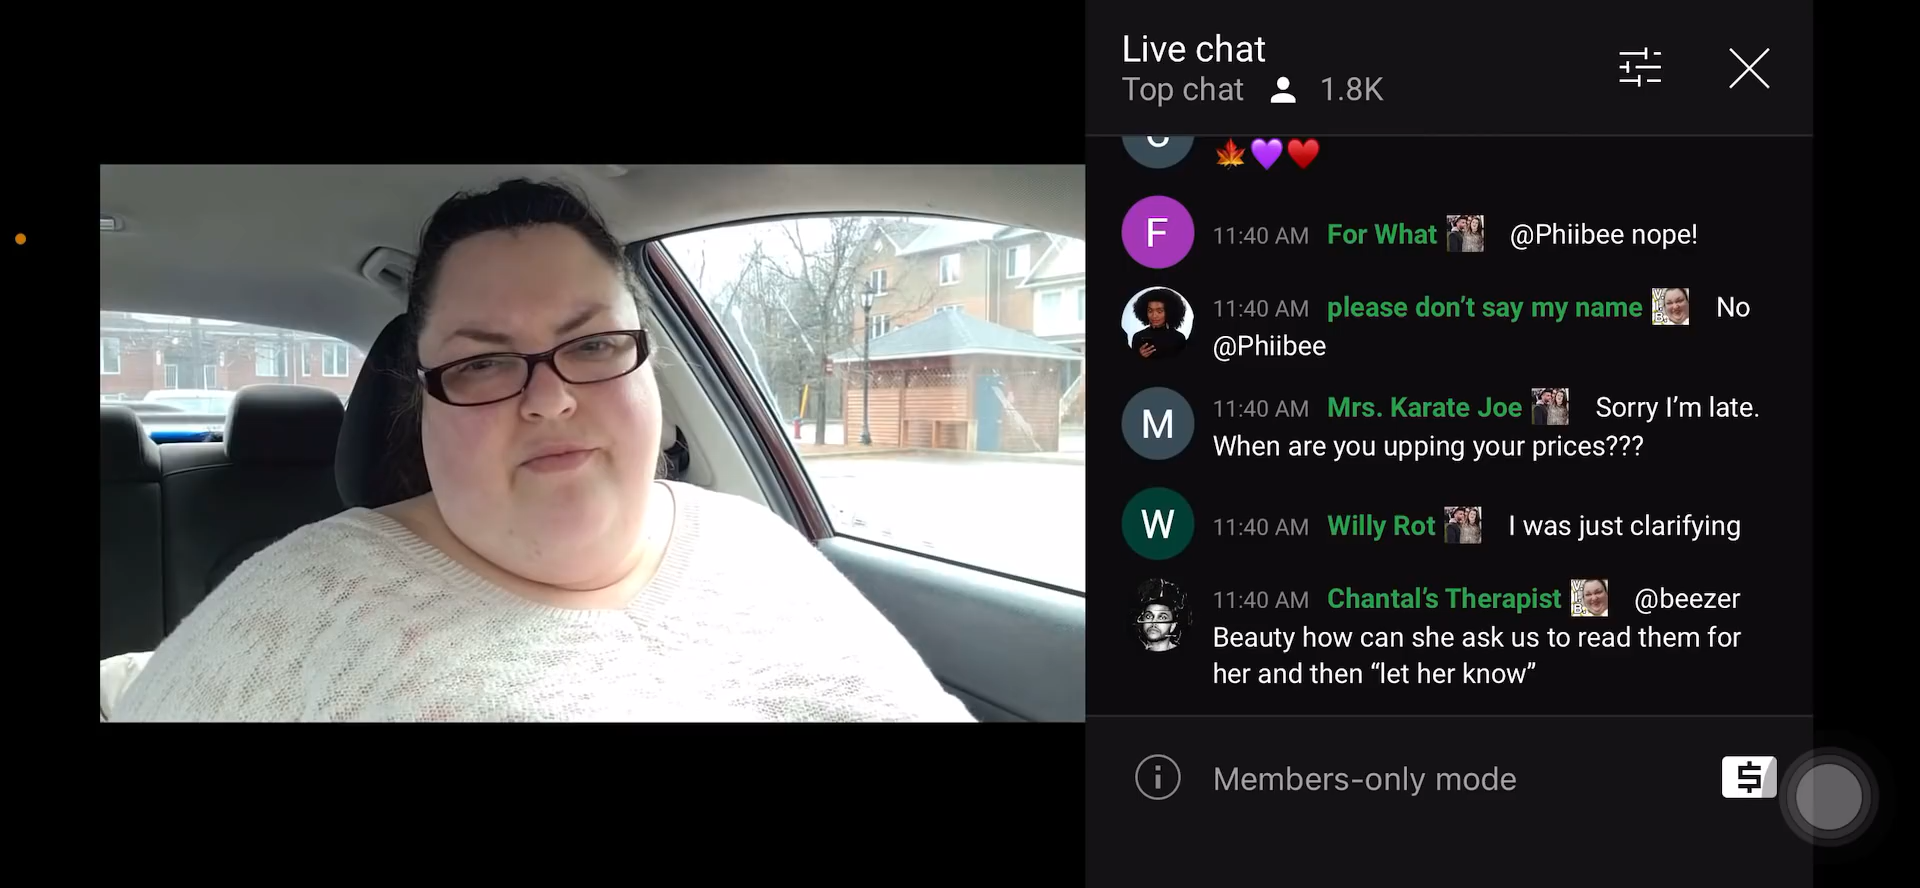 Live chat
Top chat 1.8K
F 11:40 AM For What @Phiibee nope!
11:40 AM please don’t say my name No
@Phiibee
M 11:40 AM Mrs. Karate Joe Sorry I’m late.
When are you upping your prices???
W 11:40 AM Willy Rot I was just clarifying
11:40 AM Chantal’s Therapist @beezer
Beauty how can she ask us to read them for
her and then “let her know”
Members-only mode